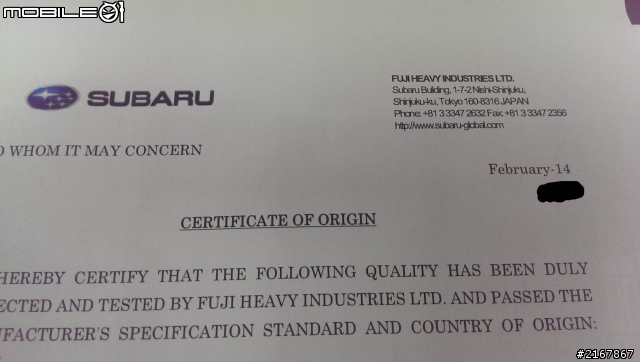 MOBILE01
SUBARU
FUJI HEAVY INDUSTRIES LTD.
Subaru Building, 1-7-2 Nishi-Shinjuku,
Shinjuku-ku, Tokyo 160-8316 JAPAN
Phone: +81 3 3347 2632 Fax: +81 3 3347 2356
http://www.subaru-global.com
O WHOM IT MAY CONCERN
February-14
CERTIFICATE OF ORIGIN
HEREBY CERTIFY THAT THE FOLLOWING QUALITY HAS BEEN DULY
ECTED AND TESTED BY FUJI HEAVY INDUSTRIES LTD. AND PASSED THE
NUFACTURER'S SPECIFICATION STANDARD AND COUNTRY OF ORIGIN:
#2167867